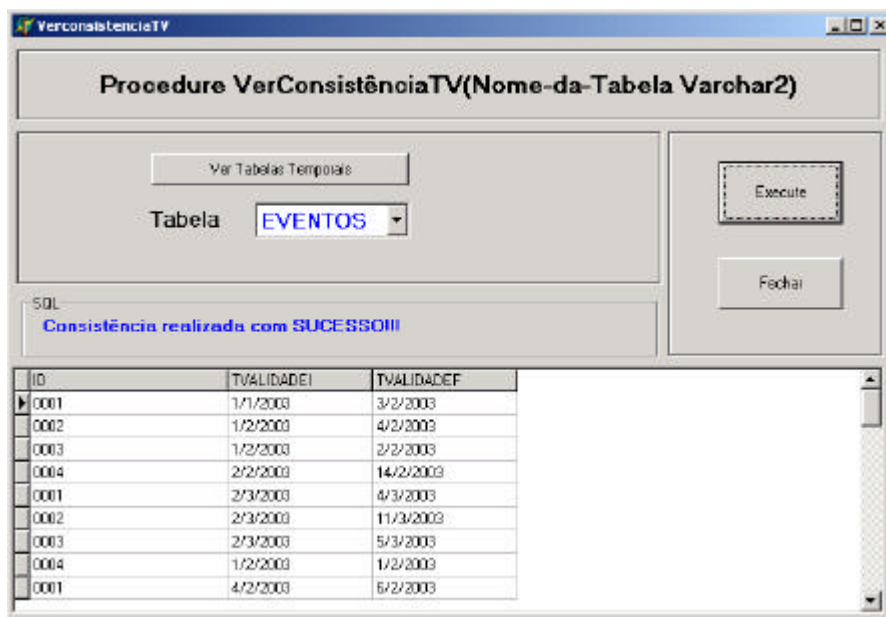 VerconsistenciaTV
Procedure VerConsistênciaTV(Nome-da-Tabela Varchar2)
Ver Tabelas Temporais
Execute
Tabela EVENTOS
Fechar
SQL
Consistência realizada com SUCESSO!!!
ID TVALIDADEI TVALIDADEF
0001 1/1/2003 3/2/2003
0002 1/2/2003 4/2/2003
0003 1/2/2003 2/2/2003
0004 2/2/2003 14/2/2003
0001 2/3/2003 4/3/2003
0002 2/3/2003 11/3/2003
0003 2/3/2003 5/3/2003
0004 1/2/2003 1/2/2003
0001 4/2/2003 6/2/2003